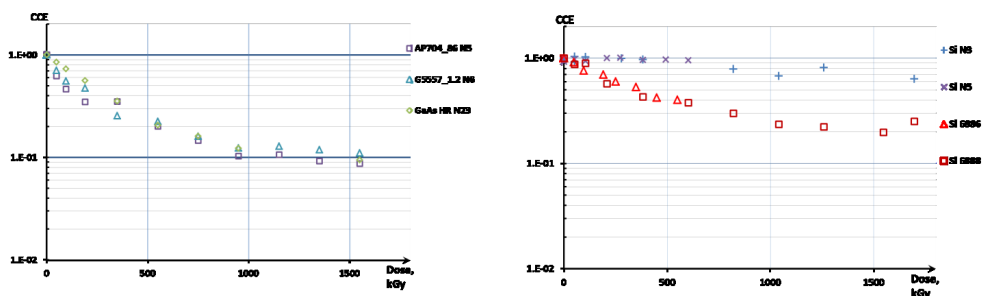 CCE
1.E+00
1.E-01
1.E-02
0
500
1000
1500
Dose,
kGy
AP704_86 N5
G5557_1.2 N6
GaAs HR N29
CCE
1.E+00
1.E-01
1.E-02
0
500
1000
1500
Dose,
kGy
Si N9
Si N5
Si 6886
Si 6888